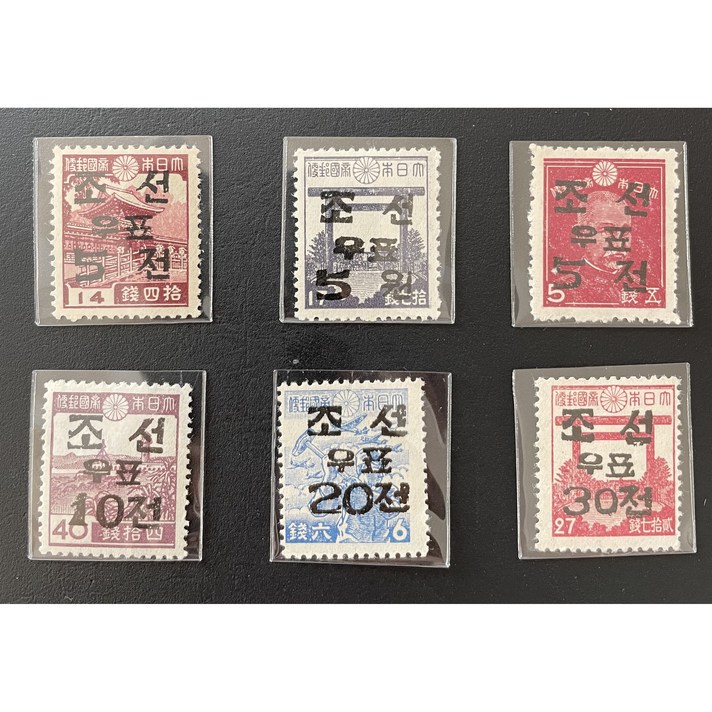 大日本帝國郵便
조선
우표
5전
14 拾四錢
大日本帝國郵便
조선
우표
5원
拾七錢
大日本帝國郵便
조선
우표
5전
5 五錢
大日本帝國郵便
조선
우표
10전
40 四拾錢
大日本帝國郵便
조선
우표
20전
六錢 6
大日本帝國郵便
조선
우표
30전
27 貳拾七錢